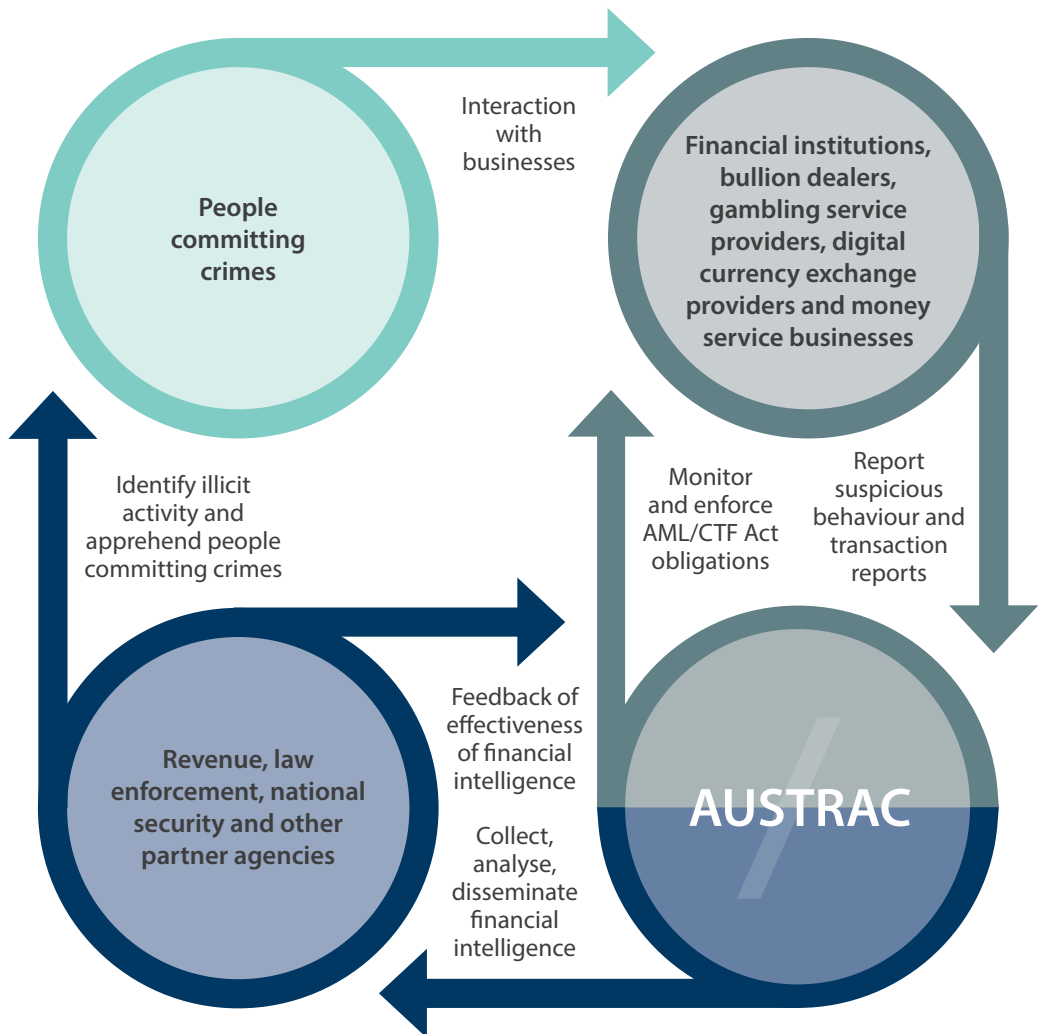 People
committing
crimes
Interaction
with
businesses
Financial institutions,
bullion dealers,
gambling service
providers, digital
currency exchange
providers and money
service businesses
Identify illicit
activity and
apprehend people
committing crimes
Monitor
and enforce
AML/CTF Act
obligations
Report
suspicious
behaviour and
transaction
reports
Revenue, law
enforcement, national
security and other
partner agencies
Feedback of
effectiveness
of financial
intelligence
Collect,
analyse,
disseminate
financial
intelligence
AUSTRAC